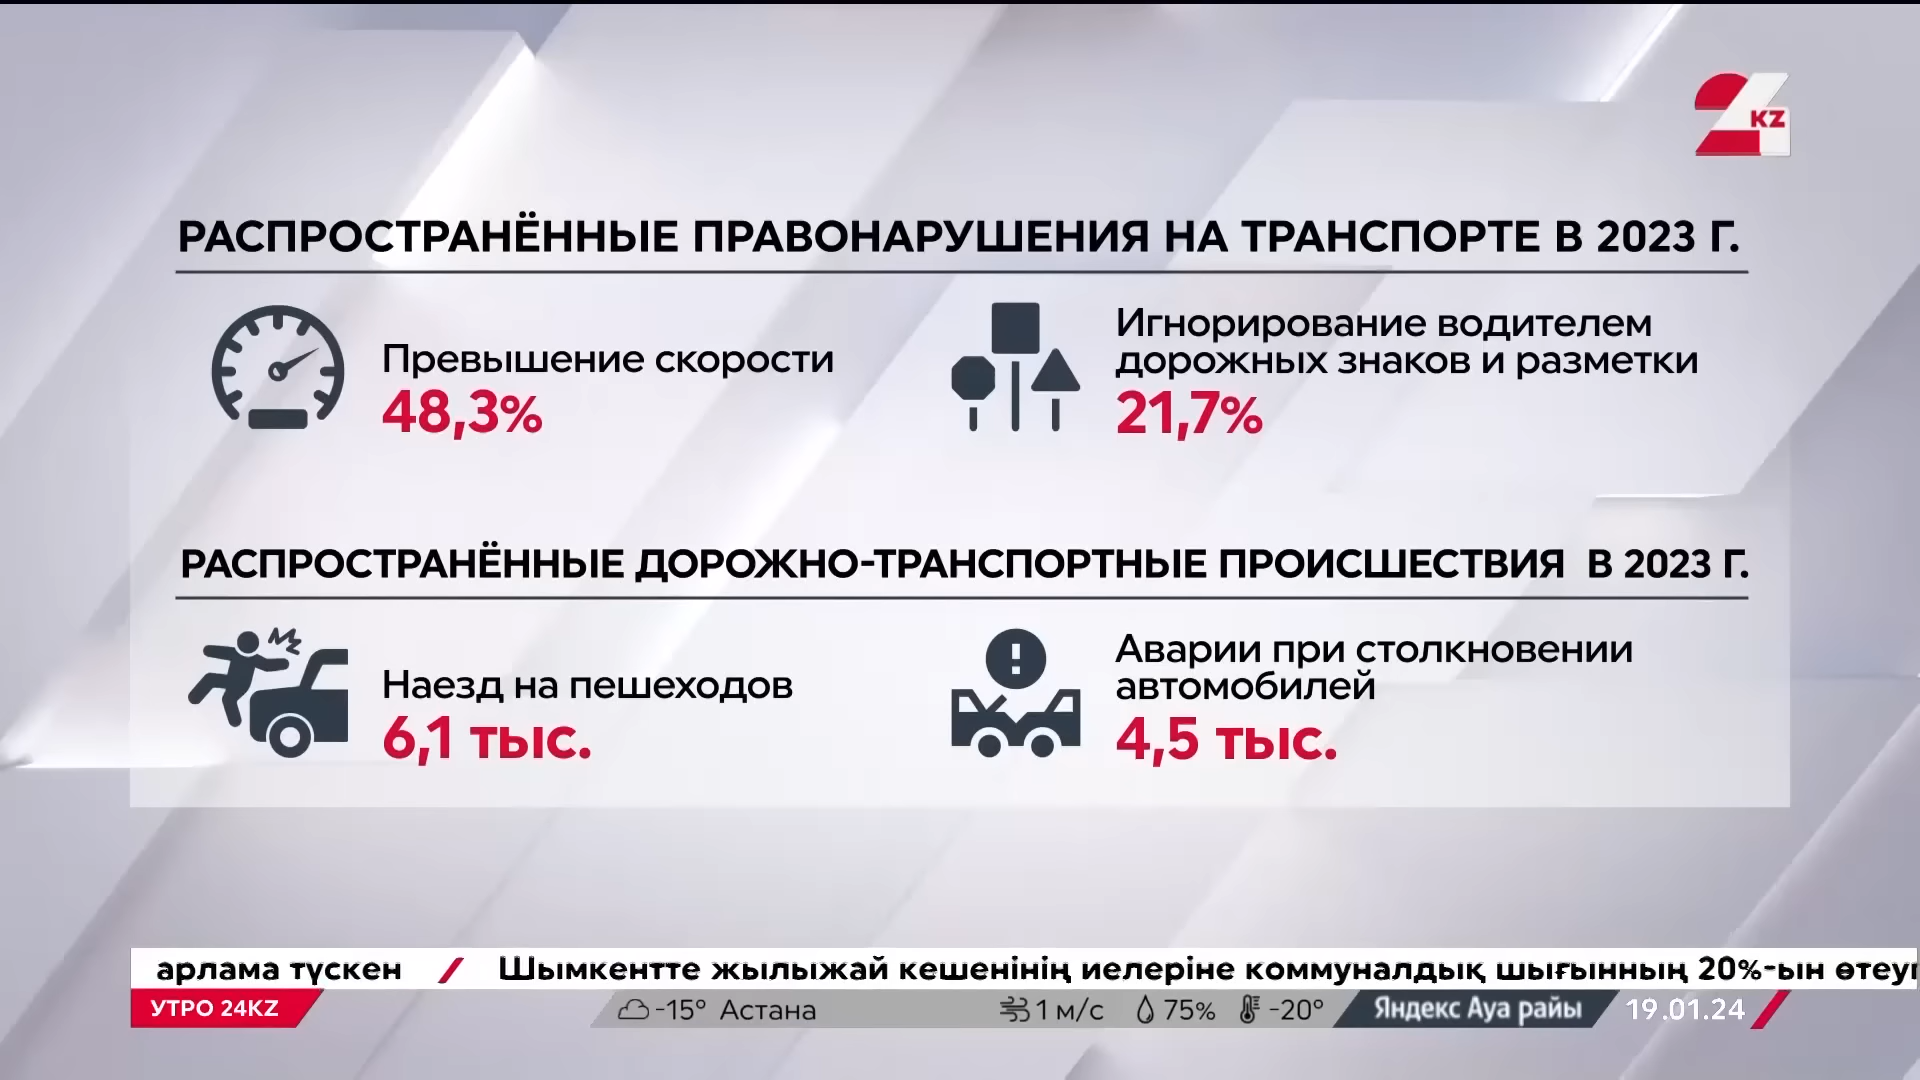 24 KZ
РАСПРОСТРАНЁННЫЕ ПРАВОНАРУШЕНИЯ НА ТРАНСПОРТЕ В 2023 Г.
Превышение скорости
48,3%
Игнорирование водителем
дорожных знаков и разметки
21,7%
РАСПРОСТРАНЁННЫЕ ДОРОЖНО-ТРАНСПОРТНЫЕ ПРОИСШЕСТВИЯ В 2023 Г.
Наезд на пешеходов
6,1 тыс.
Аварии при столкновении
автомобилей
4,5 тыс.
арлама түскен / Шымкентте жылыжай кешенінің иелеріне коммуналдық шығынның 20%-ын өтеу
УТРО 24KZ
-15° Астана 1 м/с 75% -20° Яндекс Ауа райы 19.01.24